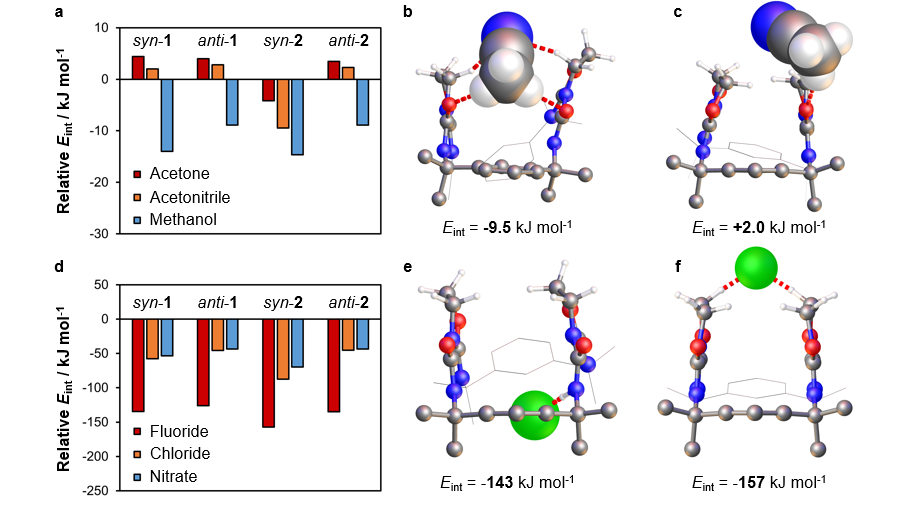 a
Relative Eint / kJ mol-1
10
0
-10
-20
-30
syn-1 anti-1 syn-2 anti-2
Acetone
Acetonitrile
Methanol
b
Eint = -9.5 kJ mol-1
c
Eint = +2.0 kJ mol-1
d
Relative Eint / kJ mol-1
50
0
-50
-100
-150
-200
-250
syn-1 anti-1 syn-2 anti-2
Fluoride
Chloride
Nitrate
e
Eint = -143 kJ mol-1
f
Eint = -157 kJ mol-1